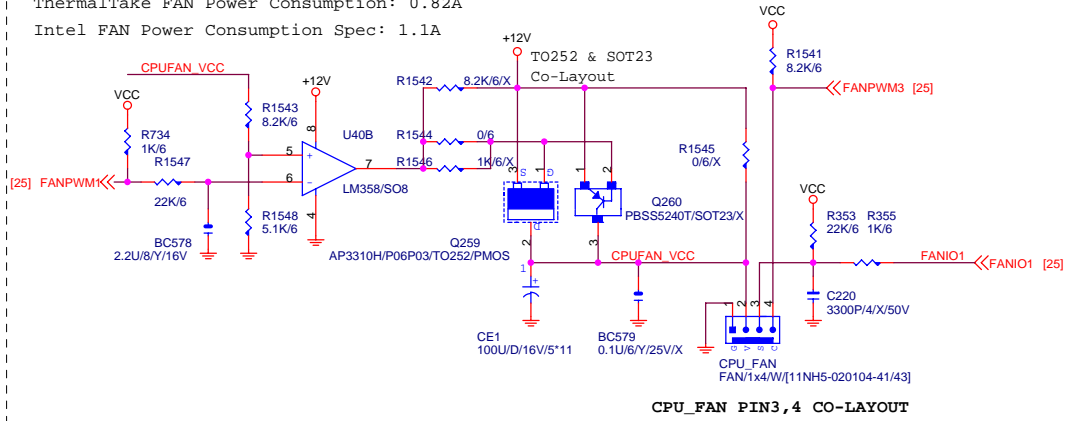 ThermalTake FAN Power Consumption: 0.82A
Intel FAN Power Consumption Spec: 1.1A
+12V
TO252 & SOT23
Co-Layout
VCC
R1541
8.2K/6
FANPWM3 [25]
CPUFAN_VCC
+12V
VCC
R1543
8.2K/6
R734
1K/6
R1547
22K/6
[25] FANPWM1
BC578
2.2U/8/Y/16V
R1548
5.1K/6
U40B
LM358/SO8
5
6
7
8
4
+
-
R1542
8.2K/6/X
R1544
0/6
R1546
1K/6/X
3
1
S
G
D
2
Q259
AP3310H/P06P03/TO252/PMOS
1
2
3
Q260
PBSS5240T/SOT23/X
R1545
0/6/X
CPUFAN_VCC
1
+
CE1
100U/D/16V/5*11
BC579
0.1U/6/Y/25V/X
VCC
R353
22K/6
R355
1K/6
FANIO1
FANIO1 [25]
C220
3300P/4/X/50V
1
2
3
4
G
V
S
C
CPU_FAN
FAN/1x4/W/[11NH5-020104-41/43]
CPU_FAN PIN3,4 CO-LAYOUT